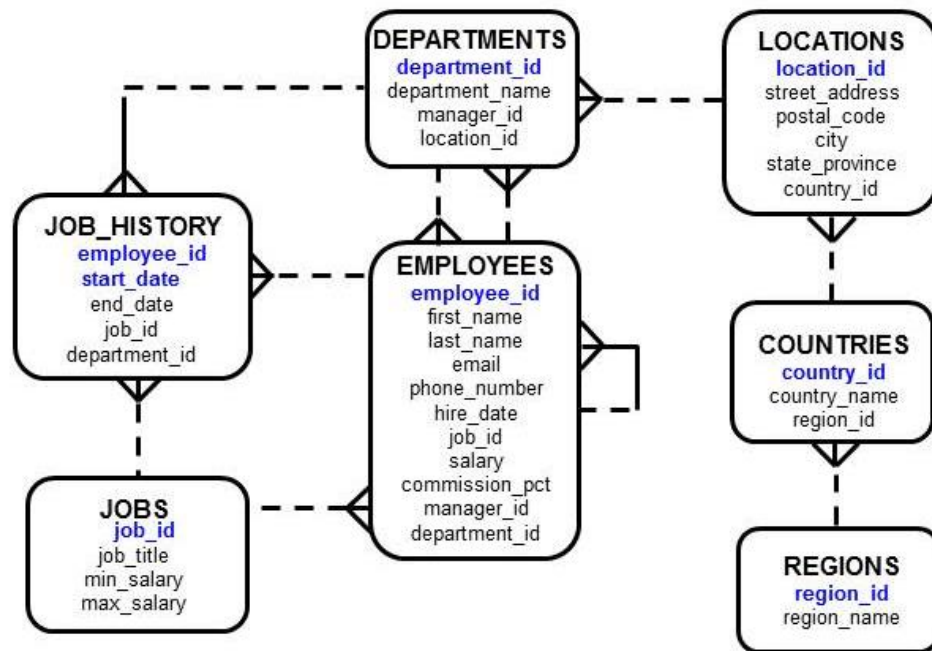 DEPARTMENTS
department_id
department_name
manager_id
location_id
LOCATIONS
location_id
street_address
postal_code
city
state_province
country_id
JOB_HISTORY
employee_id
start_date
end_date
job_id
department_id
EMPLOYEES
employee_id
first_name
last_name
email
phone_number
hire_date
job_id
salary
commission_pct
manager_id
department_id
COUNTRIES
country_id
country_name
region_id
JOBS
job_id
job_title
min_salary
max_salary
REGIONS
region_id
region_name